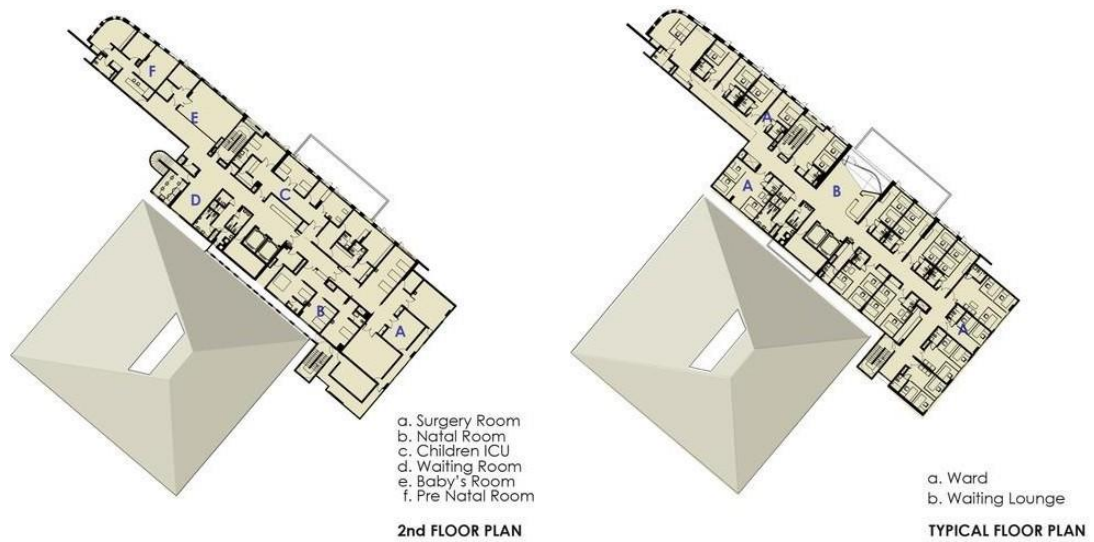 F
E
D
C
B
A
a. Surgery Room
b. Natal Room
c. Children ICU
d. Waiting Room
e. Baby's Room
f. Pre Natal Room
2nd FLOOR PLAN
A
A
B
A
a. Ward
b. Waiting Lounge
TYPICAL FLOOR PLAN